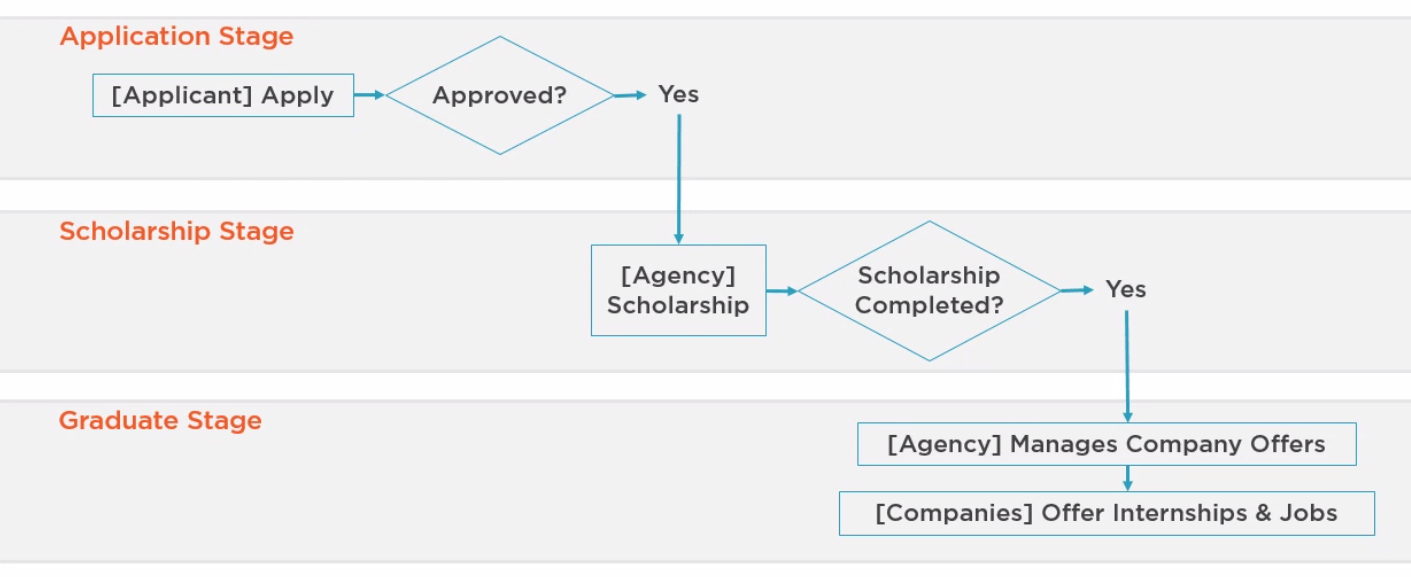 Application Stage
[Applicant] Apply
Approved?
Yes
Scholarship Stage
[Agency]
Scholarship
Scholarship
Completed?
Yes
Graduate Stage
[Agency] Manages Company Offers
[Companies] Offer Internships & Jobs